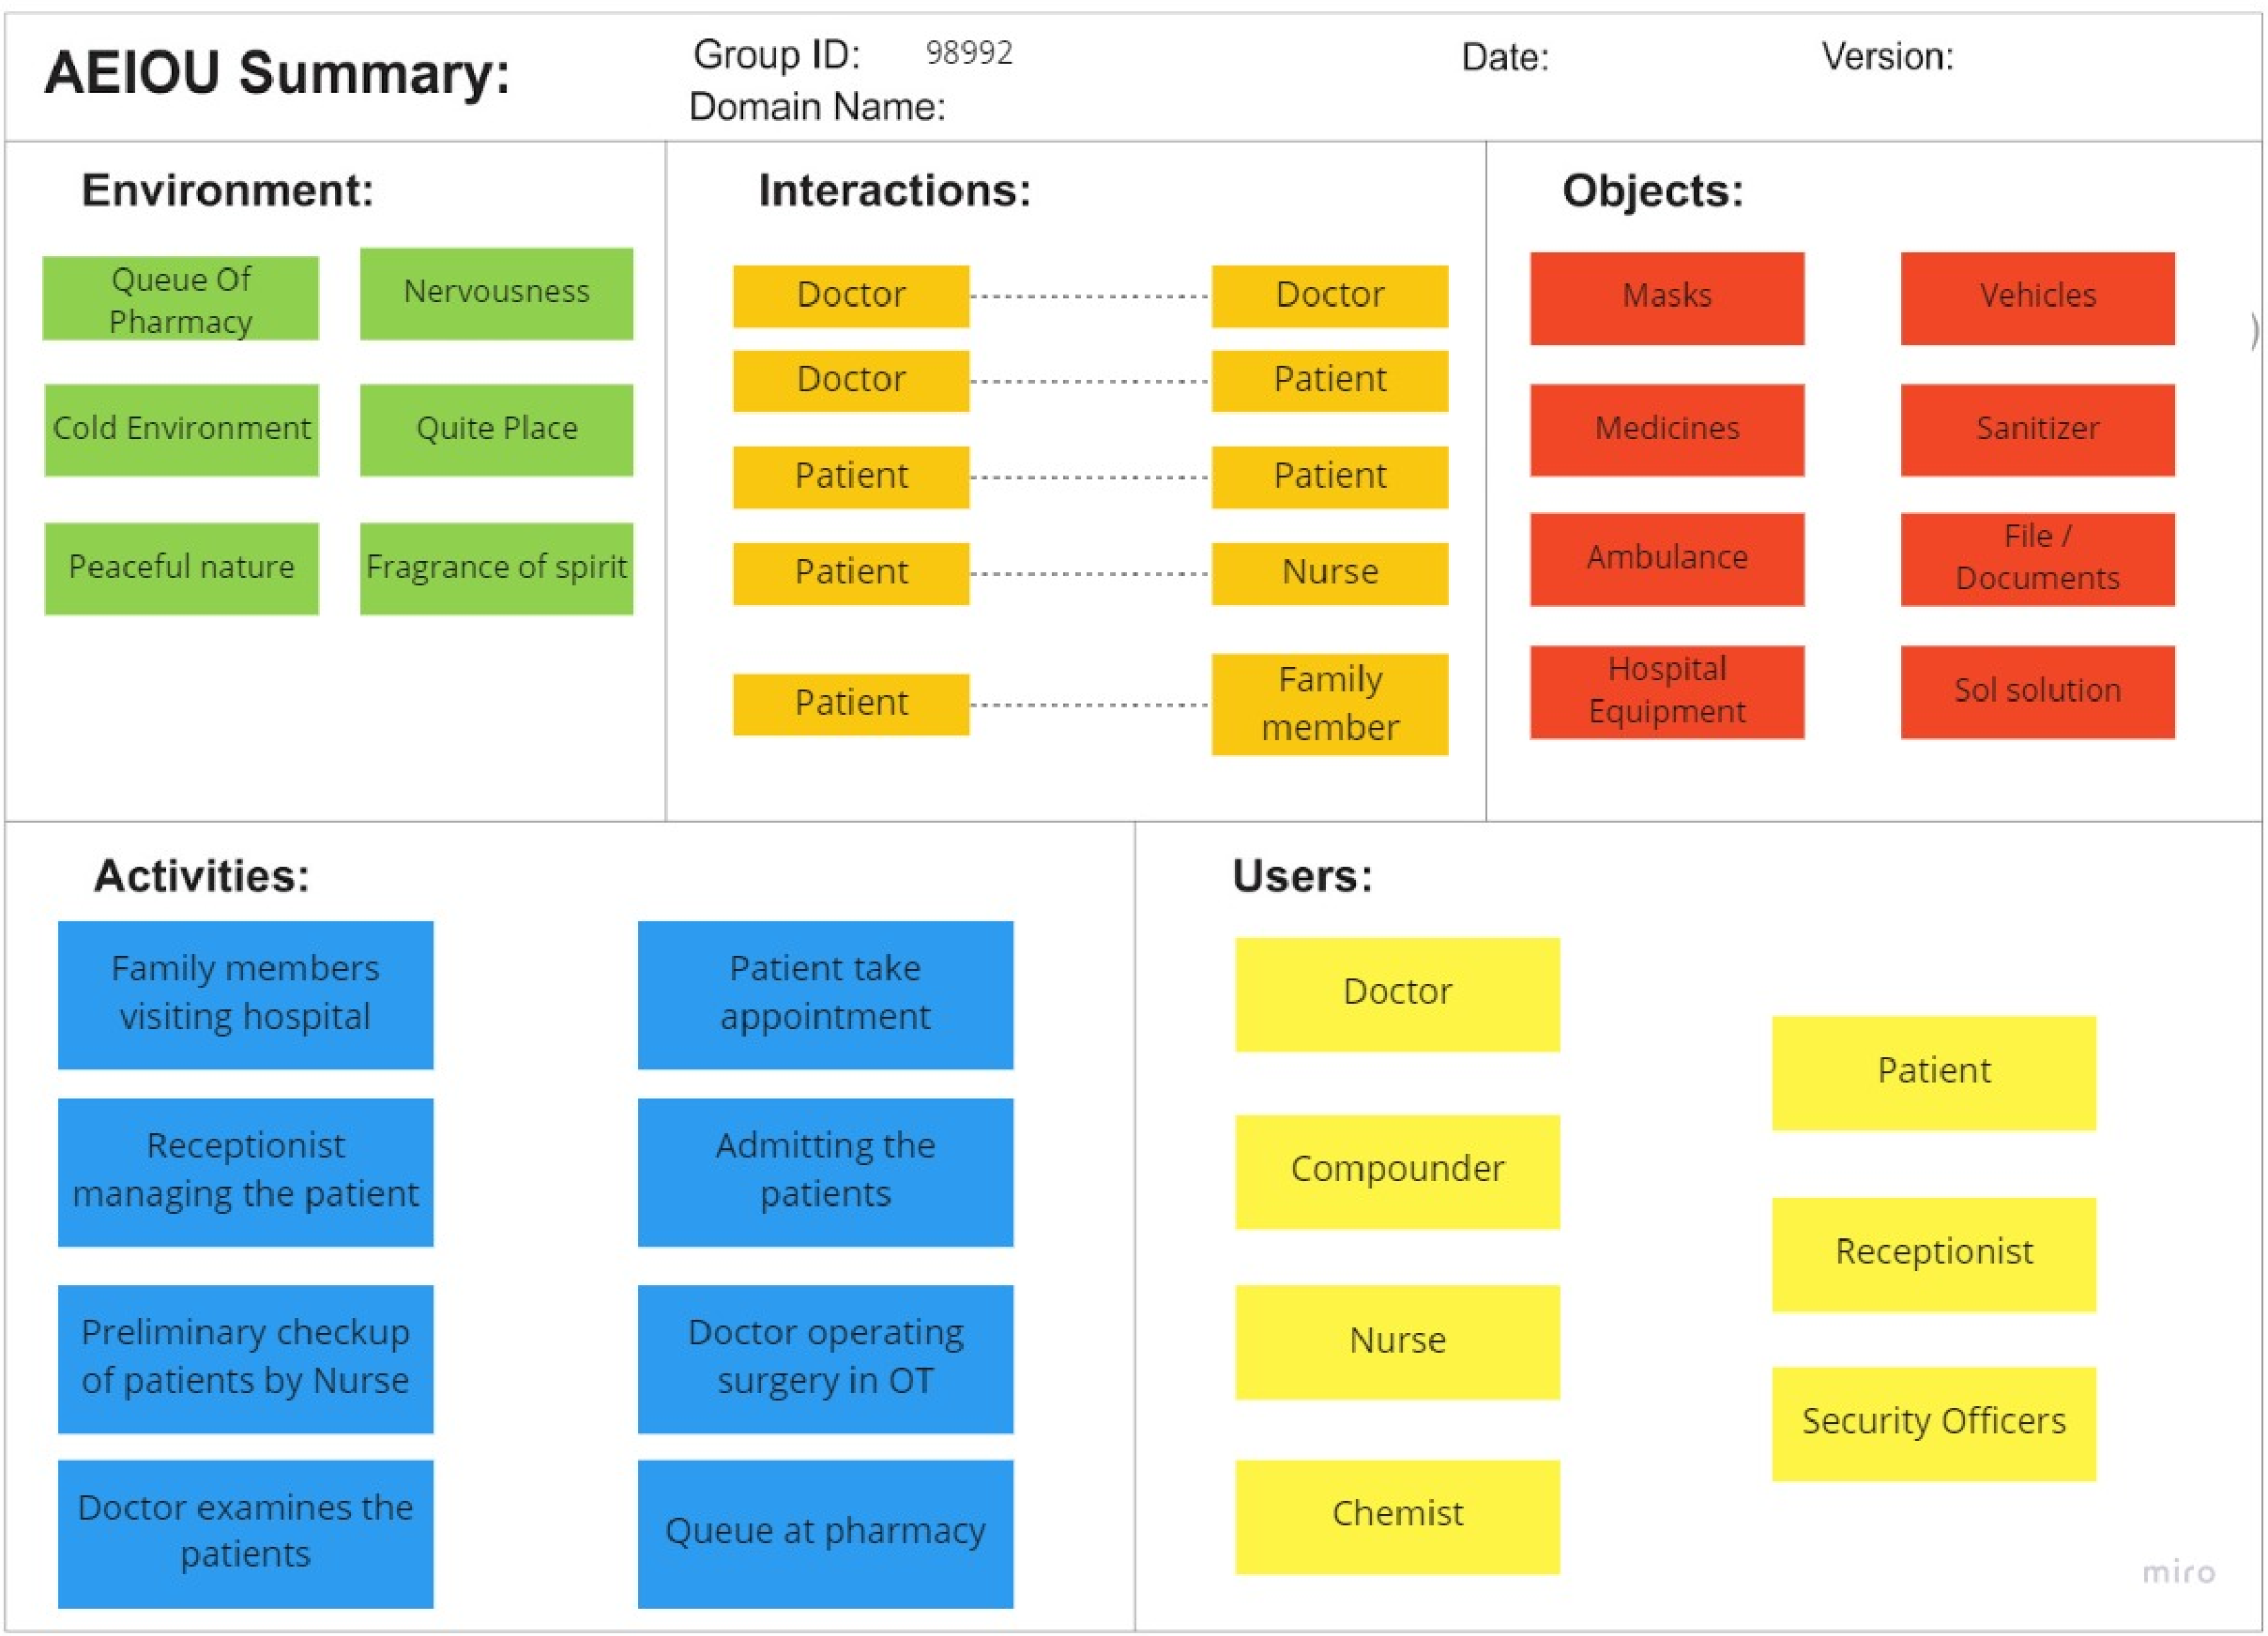 AEIOU Summary:
Group ID: 98992
Domain Name:
Date:
Version:
Environment:
Queue Of
Pharmacy
Nervousness
Cold Environment
Quite Place
Peaceful nature
Fragrance of spirit
Interactions:
Doctor
Doctor
Doctor
Patient
Patient
Patient
Patient
Nurse
Patient
Family
member
Objects:
Masks
Vehicles
)
Medicines
Sanitizer
Ambulance
File /
Documents
Hospital
Equipment
Sol solution
Activities:
Family members
visiting hospital
Patient take
appointment
Receptionist
managing the patient
Admitting the
patients
Preliminary checkup
of patients by Nurse
Doctor operating
surgery in OT
Doctor examines the
patients
Queue at pharmacy
Users:
Doctor
Patient
Compounder
Receptionist
Nurse
Security Officers
Chemist
miro